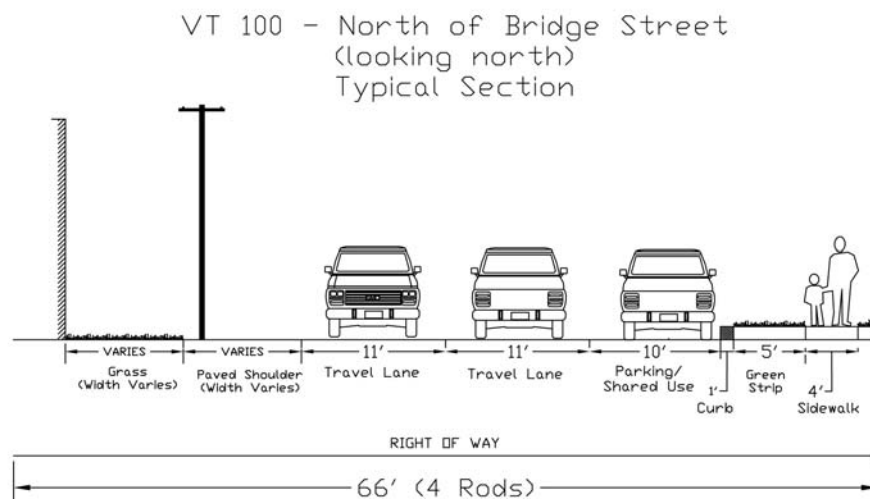 VT 100 - North of Bridge Street
(looking north)
Typical Section
VARIES
Grass
(Width Varies)
VARIES
Paved Shoulder
(Width Varies)
11'
Travel Lane
11'
Travel Lane
10'
Parking/
Shared Use
1'
Curb
5'
Green
Strip
4'
Sidewalk
RIGHT OF WAY
66' (4 Rods)